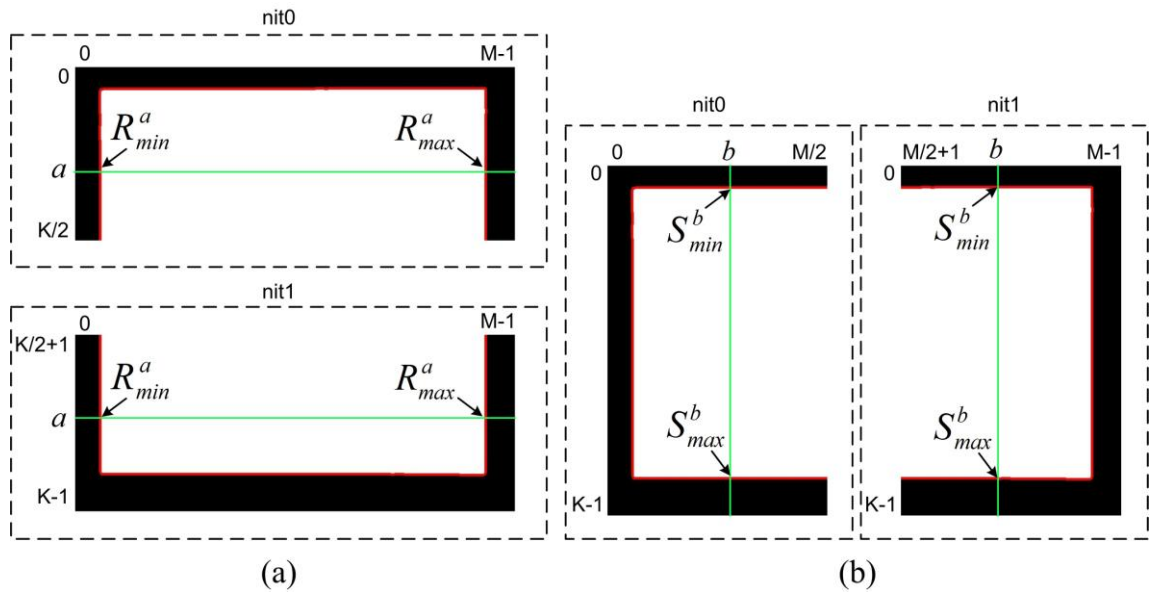 nit0
0 M-1
0
R^a_min R^a_max
a
K/2
nit1
0 M-1
K/2+1
R^a_min R^a_max
a
K-1
(a)
nit0
0 b M/2
0
S^b_min
S^b_max
K-1
nit1
M/2+1 b M-1
0
S^b_min
S^b_max
K-1
(b)